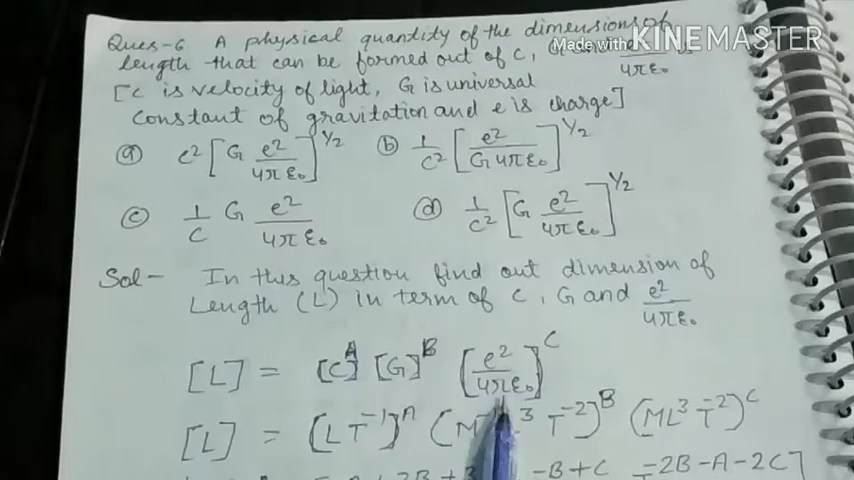 Made with KINEMASTER
Ques-6 A physical quantity of the dimensions of
length that can be formed out of c,
4πε₀
[c is velocity of light, G is universal
constant of gravitation and e is charge]
(a) c² [G e²/4πε₀]^1/2 (b) 1/c² [e²/G4πε₀]^1/2
(c) 1/c G e²/4πε₀ (d) 1/c² [G e²/4πε₀]^1/2
Sol- In this question find out dimension of
Length (L) in term of c, G and e²/4πε₀
[L] = [C]^A [G]^B [e²/4πε₀]^C
[L] = (LT⁻¹)^A (M 3 T⁻²)^B (ML³T⁻²)^C
-B+C T-2B-A-2C]